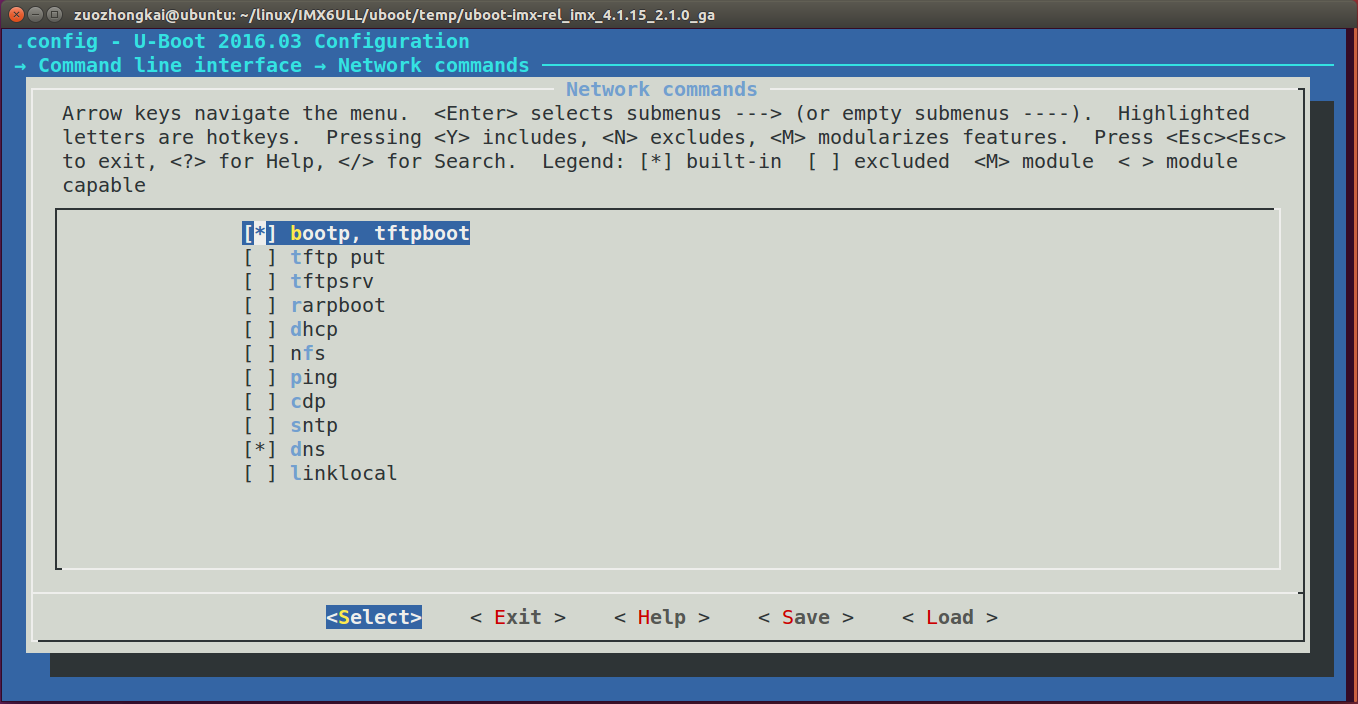 zuozhongkai@ubuntu: ~/linux/IMX6ULL/uboot/temp/uboot-imx-rel_imx_4.1.15_2.1.0_ga
.config - U-Boot 2016.03 Configuration
→ Command line interface → Network commands
Network commands
Arrow keys navigate the menu.  <Enter> selects submenus ---> (or empty submenus ----).  Highlighted
letters are hotkeys.  Pressing <Y> includes, <N> excludes, <M> modularizes features.  Press <Esc><Esc>
to exit, <?> for Help, </> for Search.  Legend: [*] built-in  [ ] excluded  <M> module  < > module
capable
[*] bootp, tftpboot
[ ] tftp put
[ ] tftpsrv
[ ] rarpboot
[ ] dhcp
[ ] nfs
[ ] ping
[ ] cdp
[ ] sntp
[*] dns
[ ] linklocal
<Select>    < Exit >    < Help >    < Save >    < Load >